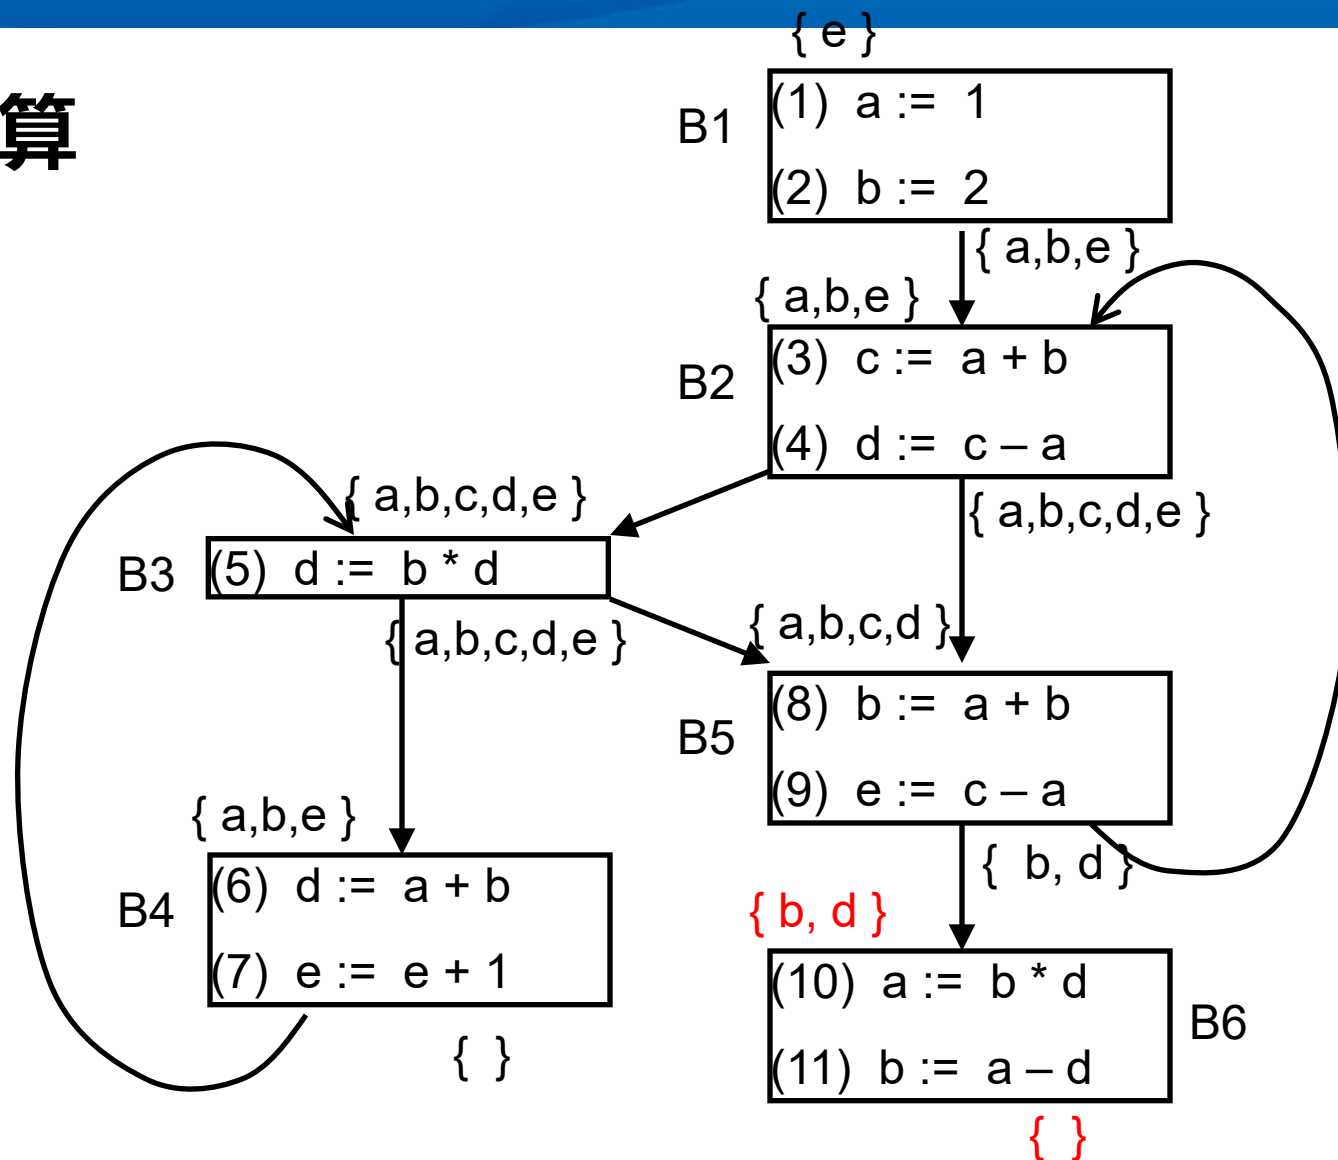 { e }
算
B1
(1) a := 1
(2) b := 2
{ a,b,e }
{ a,b,e }
B2
(3) c := a + b
(4) d := c – a
{ a,b,c,d,e }
{ a,b,c,d,e }
B3
(5) d := b * d
{ a,b,c,d,e }
{ a,b,c,d }
B5
(8) b := a + b
(9) e := c – a
{ a,b,e }
B4
(6) d := a + b
(7) e := e + 1
{ }
{ b, d }
{ b, d }
(10) a := b * d
(11) b := a – d
B6
{ }